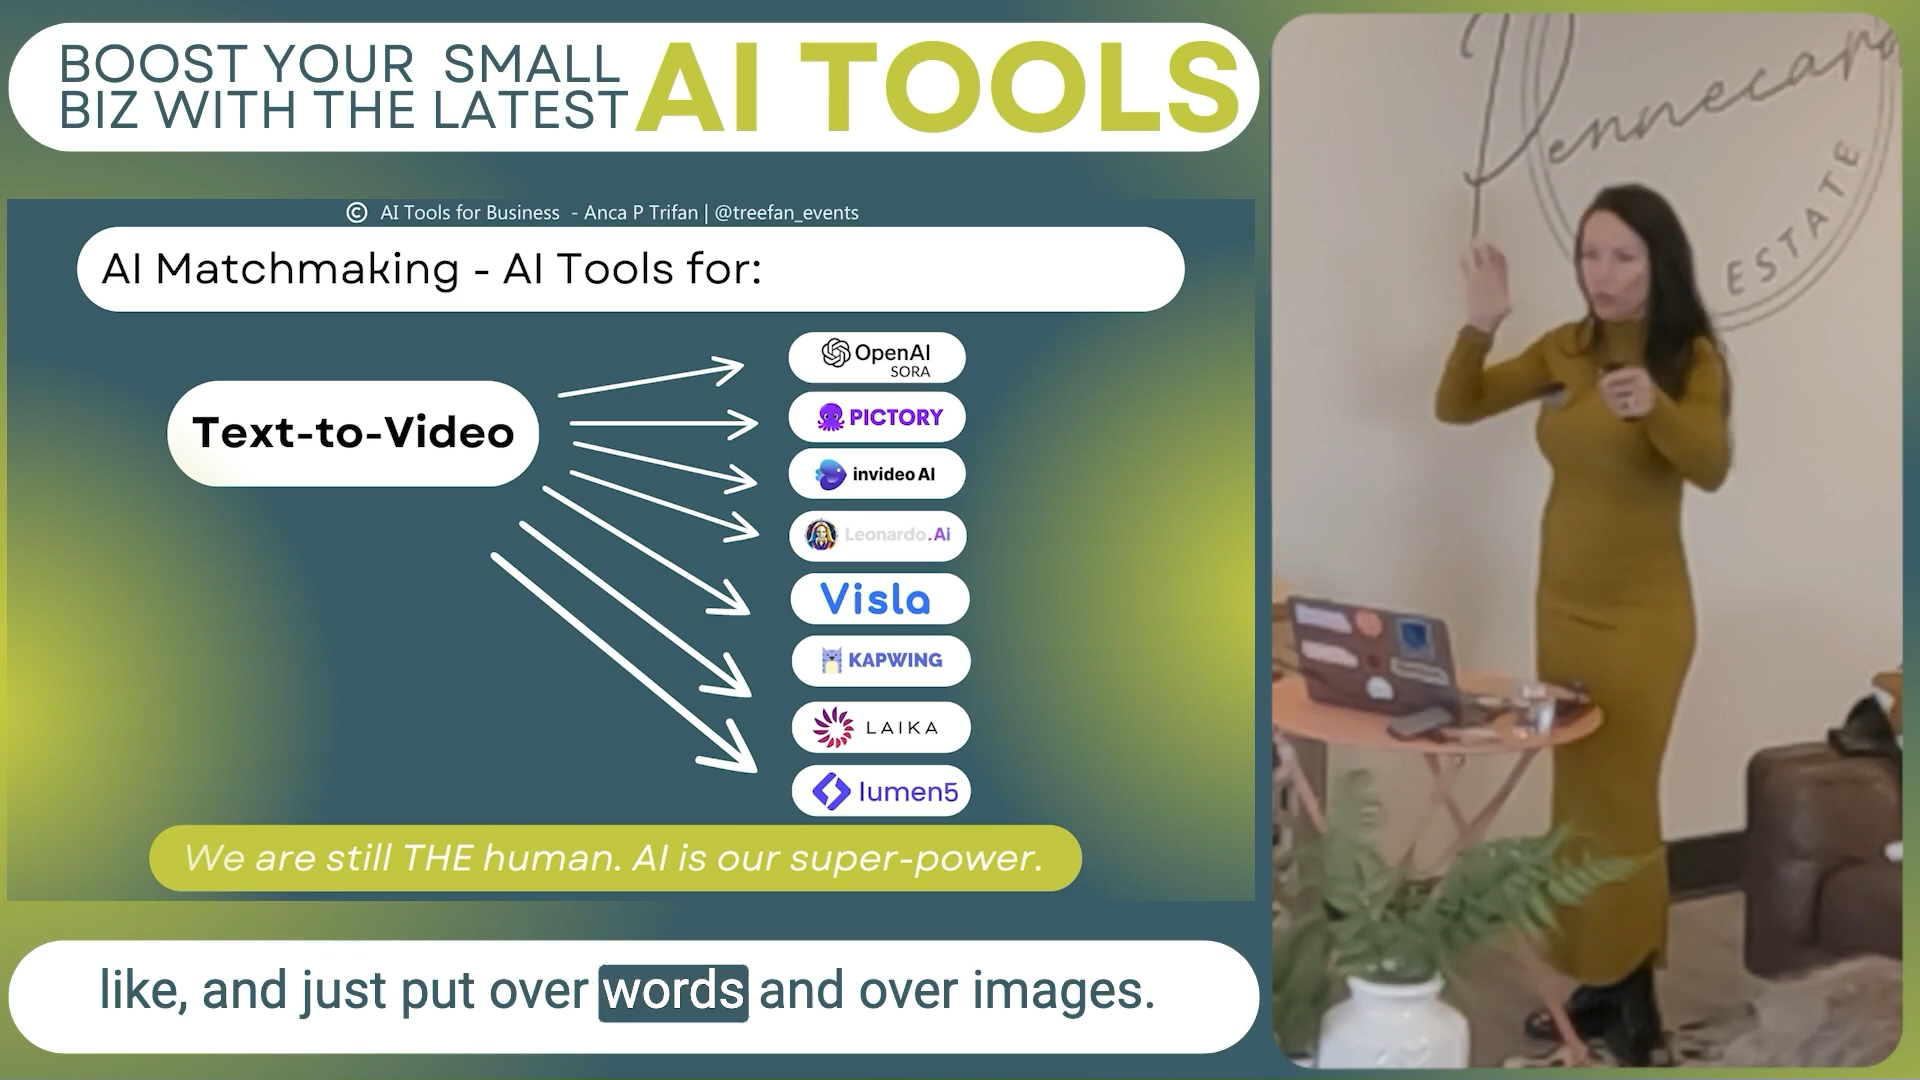 BOOST YOUR SMALL
BIZ WITH THE LATEST
AI TOOLS
© AI Tools for Business - Anca P Trifan | @treefan_events
AI Matchmaking - AI Tools for:
Text-to-Video
OpenAI
SORA
PICTORY
invideo AI
Leonardo.Ai
Visla
KAPWING
LAIKA
lumen5
We are still THE human. AI is our super-power.
like, and just put over words and over images.
Pennecard
ESTATE